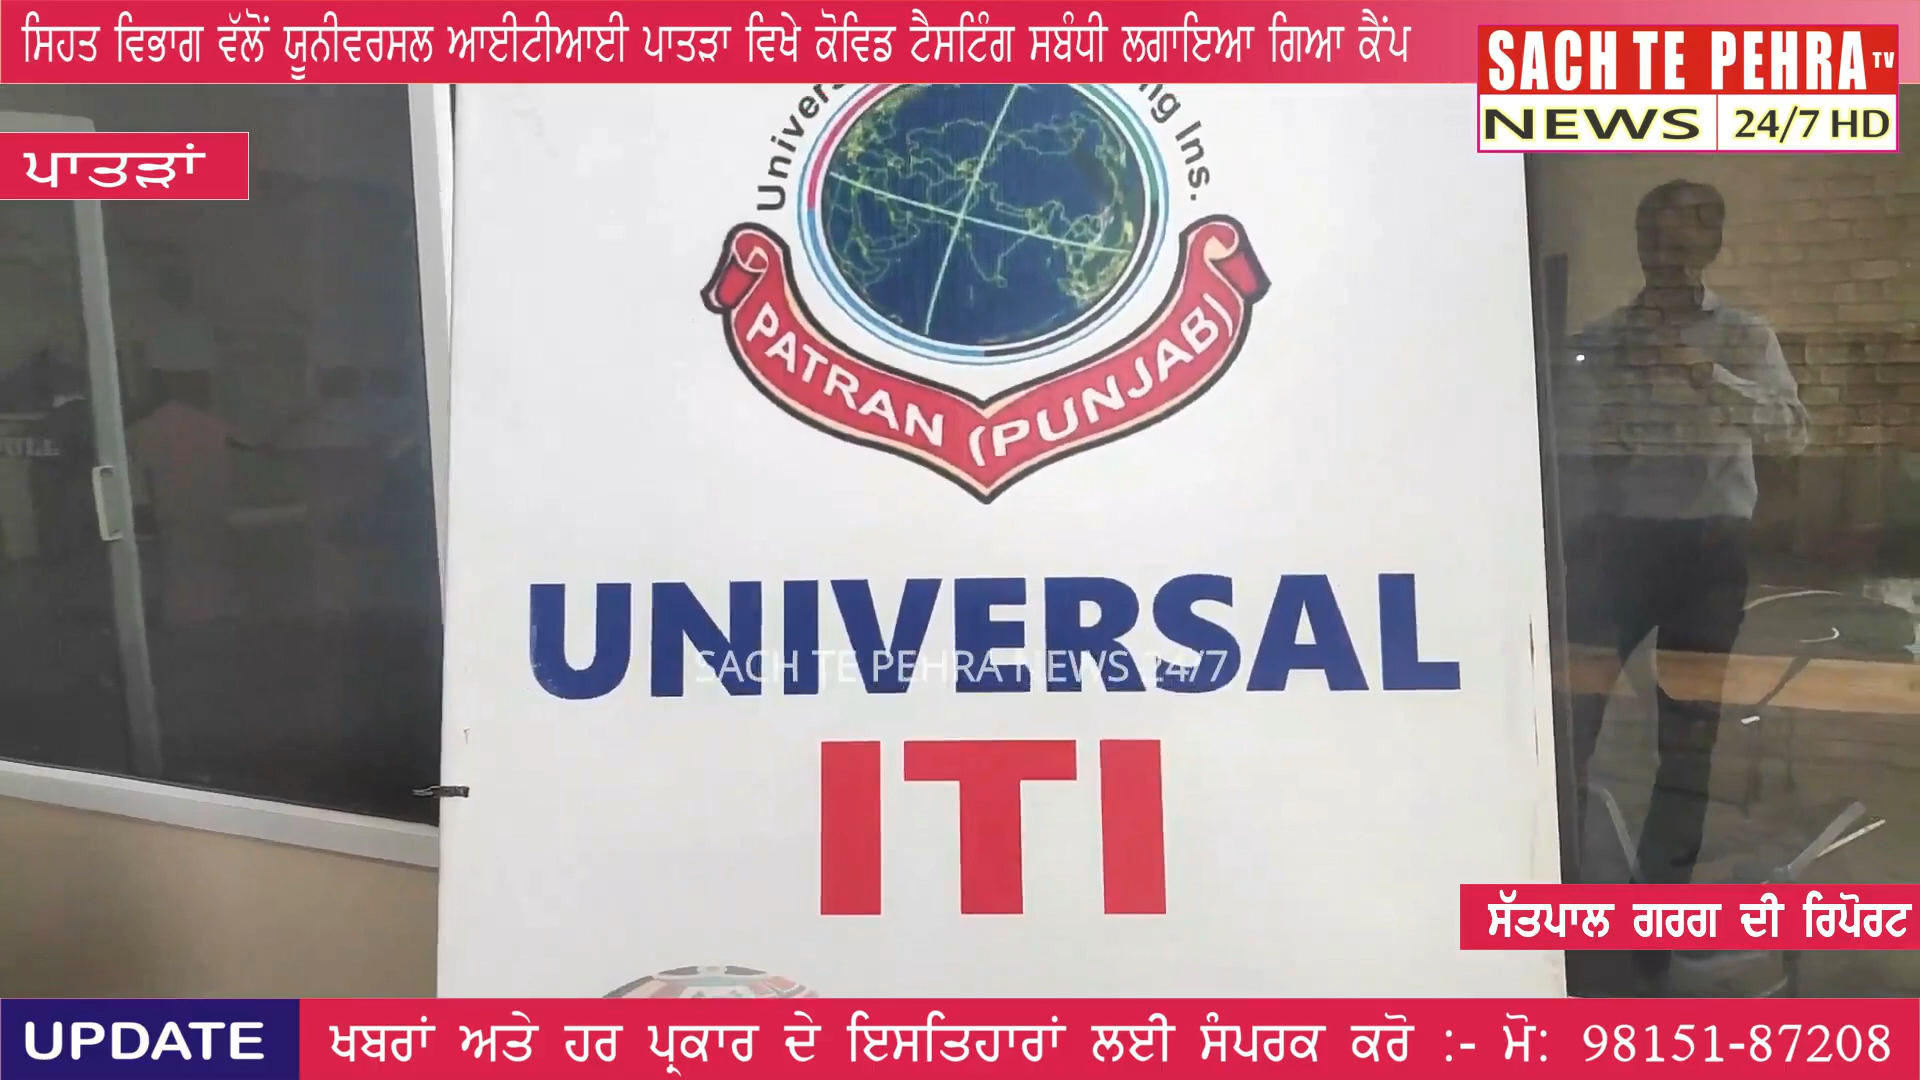 ਸਿਹਤ ਵਿਭਾਗ ਵੱਲੋਂ ਯੂਨੀਵਰਸਲ ਆਈਟੀਆਈ ਪਾਤੜਾ ਵਿਖੇ ਕੋਵਿਡ ਟੈਸਟਿੰਗ ਸਬੰਧੀ ਲਗਾਇਆ ਗਿਆ ਕੈਂਪ
SACH TE PEHRA TV
NEWS 24/7 HD
ਪਾਤੜਾਂ
Ins.
PATRAN (PUNJAB)
UNIVERSAL
SACH TE PEHRA NEWS 24/7
ITI
ਸੱਤਪਾਲ ਗਰਗ ਦੀ ਰਿਪੋਰਟ
UPDATE ਖਬਰਾਂ ਅਤੇ ਹਰ ਪ੍ਰਕਾਰ ਦੇ ਇਸਤਿਹਾਰਾਂ ਲਈ ਸੰਪਰਕ ਕਰੋ :- ਮੋ: 98151-87208